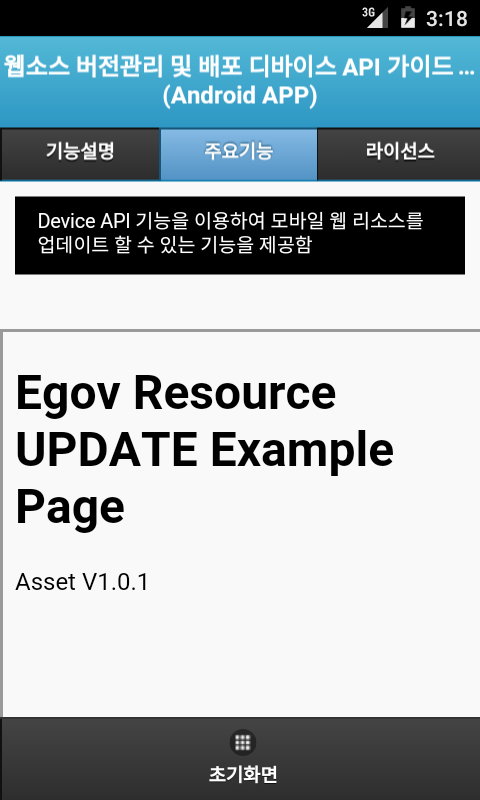 3G
3:18
웹소스 버전관리 및 배포 디바이스 API 가이드 ...
(Android APP)
기능설명
주요기능
라이선스
Device API 기능을 이용하여 모바일 웹 리소스를
업데이트 할 수 있는 기능을 제공함
Egov Resource
UPDATE Example
Page
Asset V1.0.1
초기화면